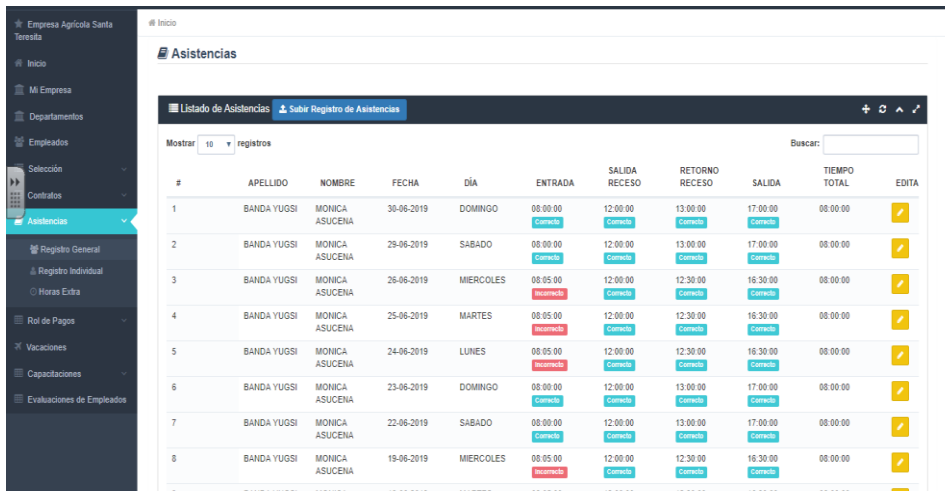 Empresa Agrícola Santa
Teresita
Inicio
Mi Empresa
Departamentos
Empleados
Selección
Contratos
Asistencias
Registro General
Registro Individual
Horas Extra
Rol de Pagos
Vacaciones
Capacitaciones
Evaluaciones de Empleados
Inicio
Asistencias
Listado de Asistencias Subir Registro de Asistencias
Mostrar 10 registros Buscar:
# APELLIDO NOMBRE FECHA DÍA ENTRADA SALIDA RECESO RETORNO RECESO SALIDA TIEMPO TOTAL EDITA
1 BANDA YUGSI MONICA 30-06-2019 DOMINGO 08:00:00 12:00:00 13:00:00 17:00:00 08:00:00
ASUCENA Correcto Correcto Correcto Correcto
2 BANDA YUGSI MONICA 29-06-2019 SABADO 08:00:00 12:00:00 13:00:00 17:00:00 08:00:00
ASUCENA Correcto Correcto Correcto Correcto
3 BANDA YUGSI MONICA 26-06-2019 MIERCOLES 08:05:00 12:00:00 12:30:00 16:30:00 08:00:00
ASUCENA Incorrecto Correcto Correcto Correcto
4 BANDA YUGSI MONICA 25-06-2019 MARTES 08:05:00 12:00:00 12:30:00 16:30:00 08:00:00
ASUCENA Incorrecto Correcto Correcto Correcto
5 BANDA YUGSI MONICA 24-06-2019 LUNES 08:05:00 12:00:00 12:30:00 16:30:00 08:00:00
ASUCENA Incorrecto Correcto Correcto Correcto
6 BANDA YUGSI MONICA 23-06-2019 DOMINGO 08:00:00 12:00:00 13:00:00 17:00:00 08:00:00
ASUCENA Correcto Correcto Correcto Correcto
7 BANDA YUGSI MONICA 22-06-2019 SABADO 08:00:00 12:00:00 13:00:00 17:00:00 08:00:00
ASUCENA Correcto Correcto Correcto Correcto
8 BANDA YUGSI MONICA 19-06-2019 MIERCOLES 08:05:00 12:00:00 12:30:00 16:30:00 08:00:00
ASUCENA Incorrecto Correcto Correcto Correcto